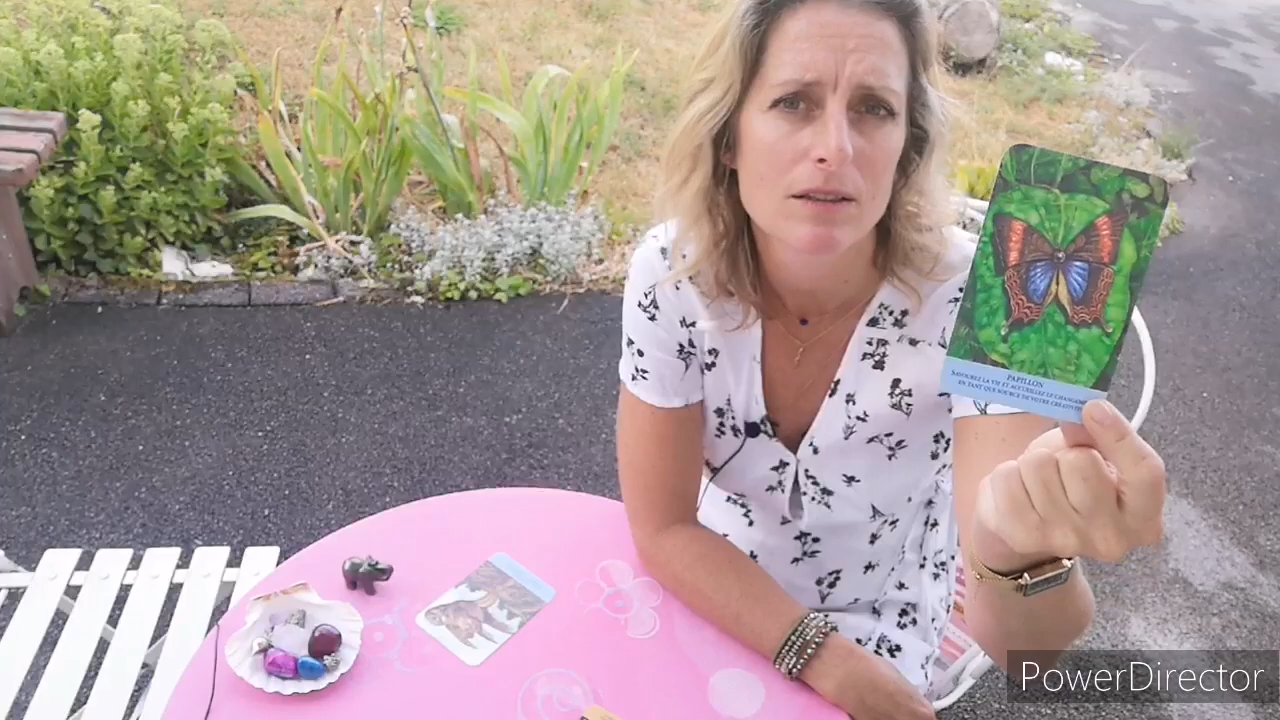 PAPILLON
SAVOUREZ LA VIE ET ACCUEILLEZ LE CHANGEMENT
EN TANT QUE SOURCE DE VOTRE CRÉATIVITÉ
PowerDirector